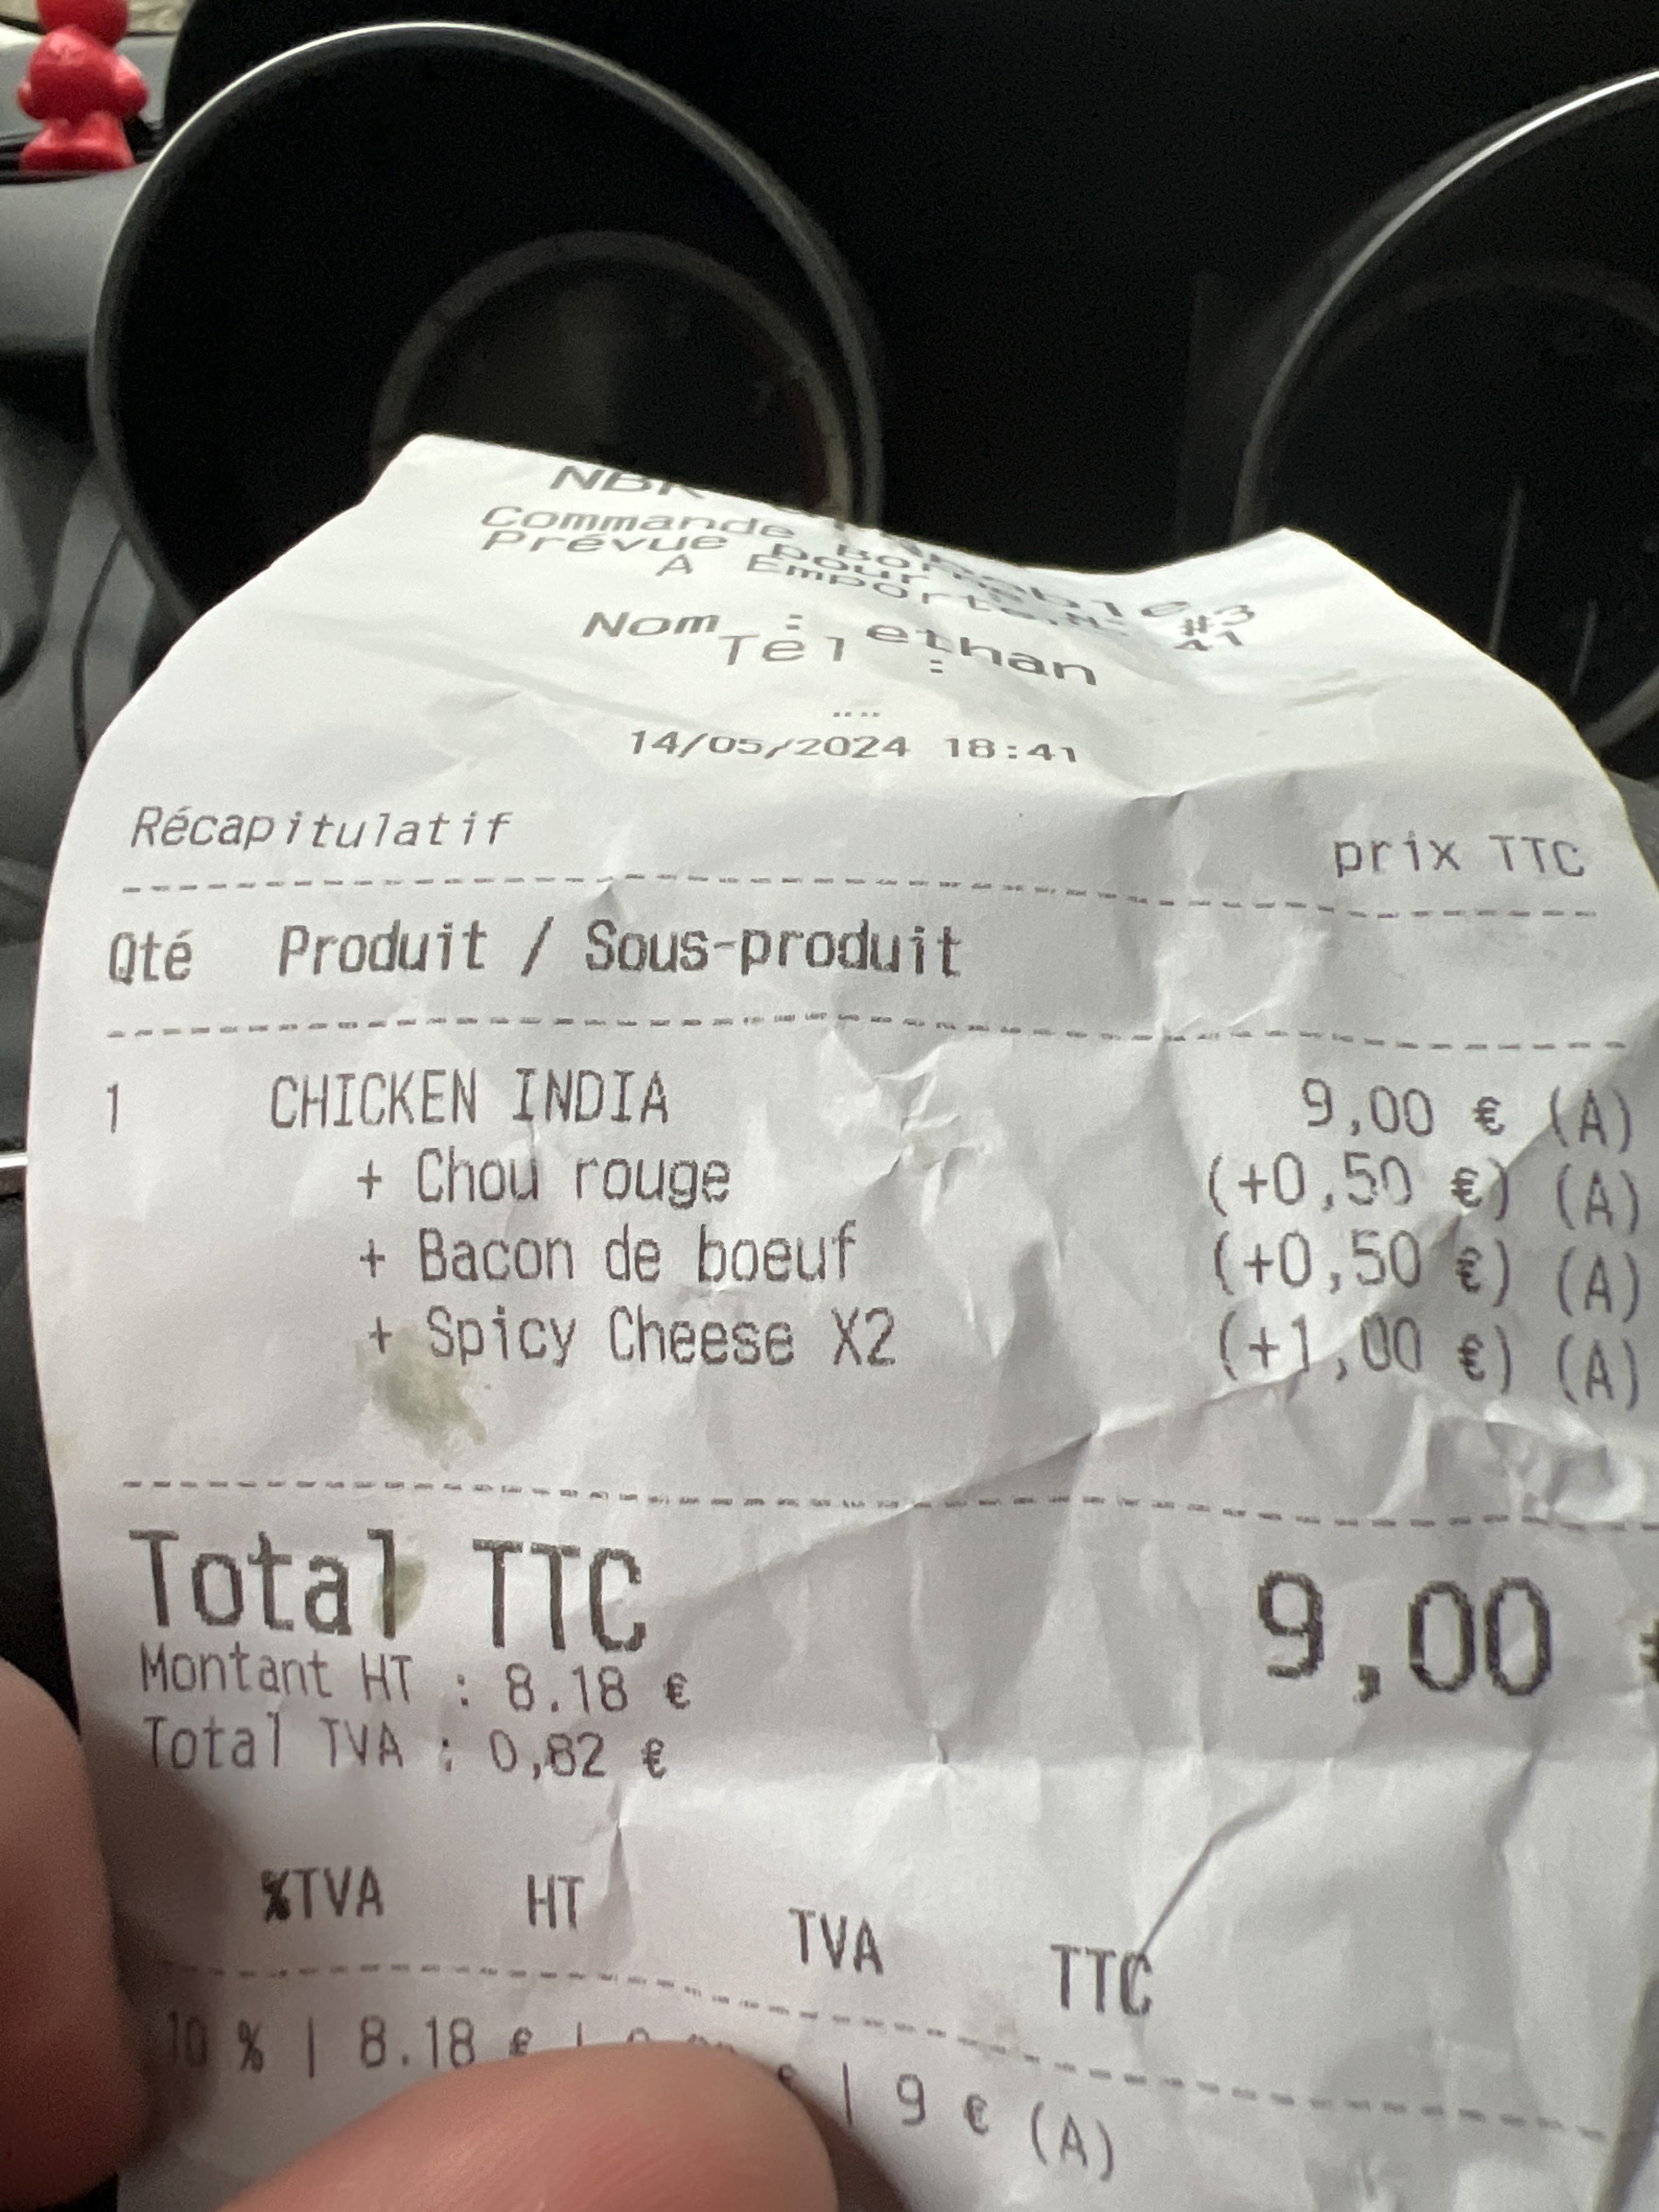 Commande
Prévue pour
A Emporter #3
41
Nom : ethan
Tel :
....
14/05/2024 18:41
Récapitulatif prix TTC
Qté Produit / Sous-produit
1 CHICKEN INDIA 9,00 € (A)
+ Chou rouge (+0,50 €) (A)
+ Bacon de boeuf (+0,50 €) (A)
+ Spicy Cheese X2 (+1,00 €) (A)
Total TTC 9,00
Montant HT : 8.18 €
Total TVA : 0,82 €
%TVA HT TVA TTC
10 % | 8.18 € | | 9 € (A)